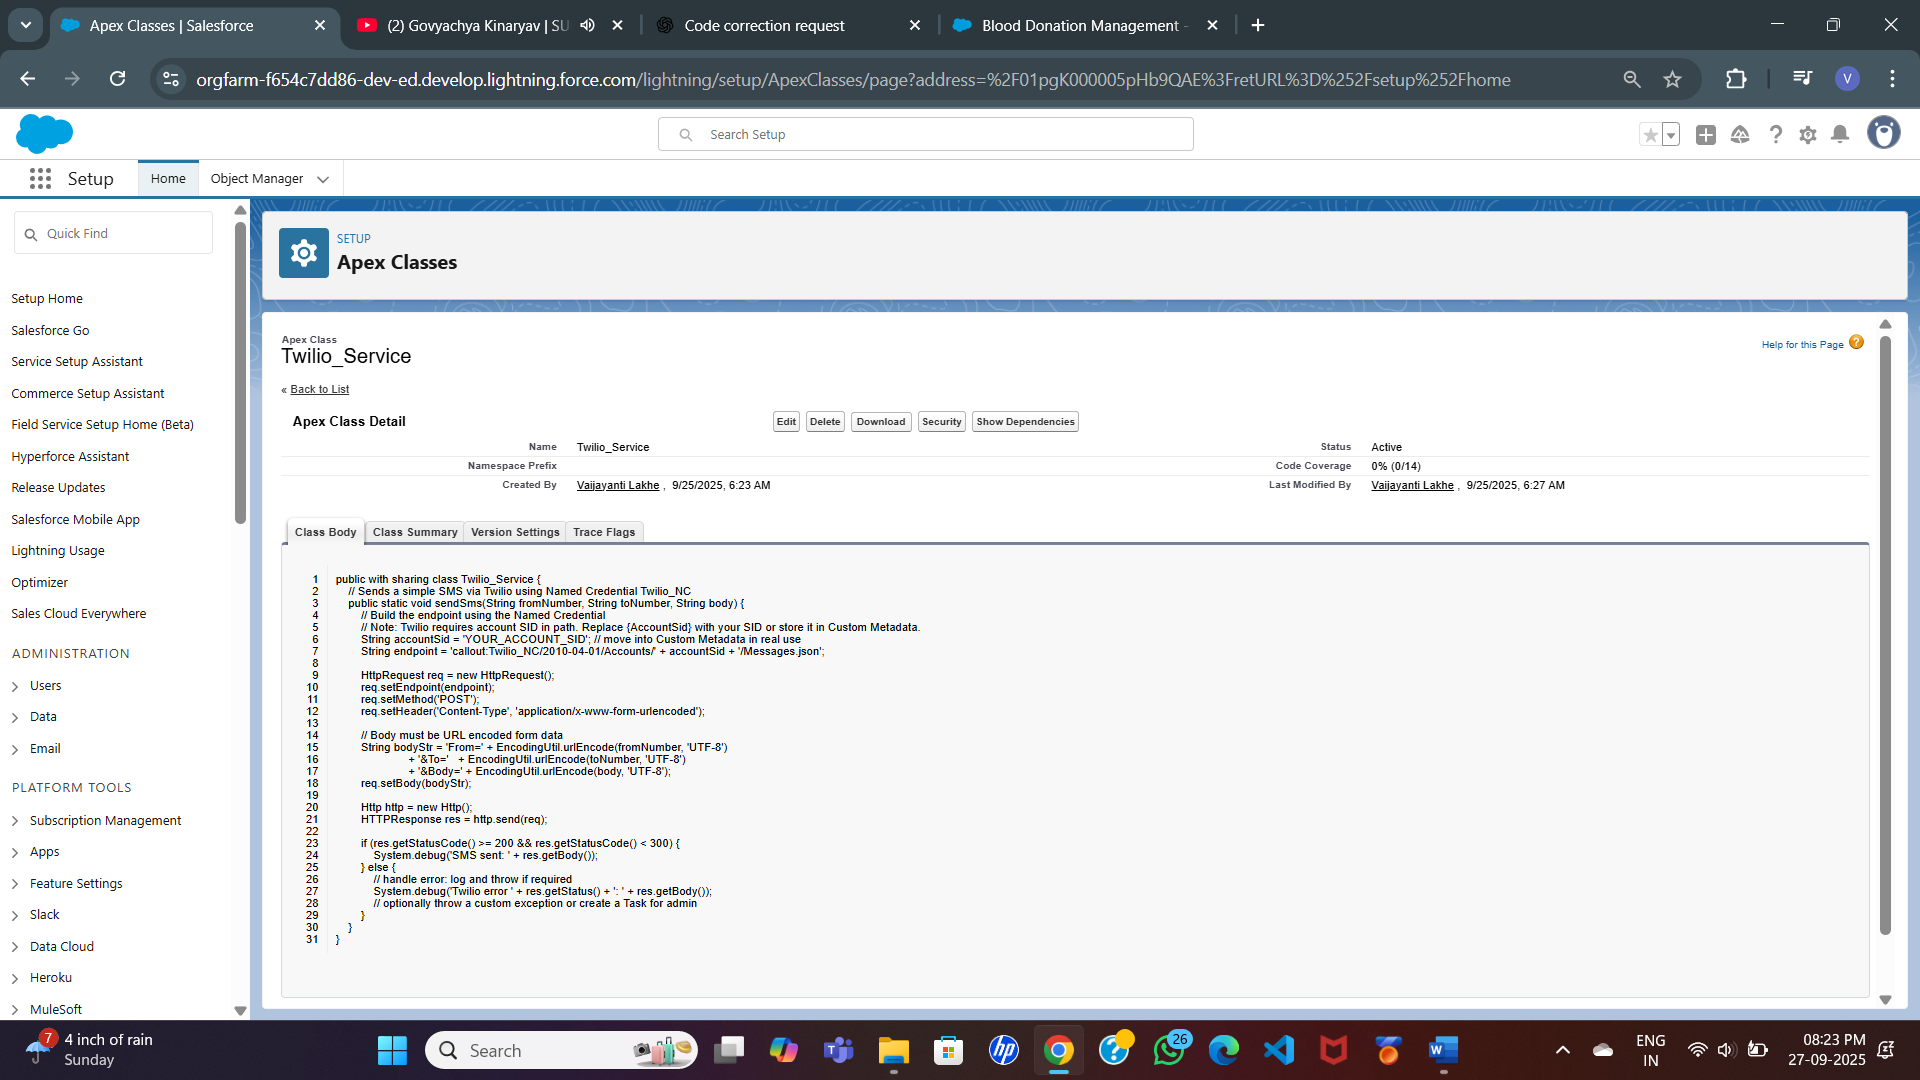 Apex Classes | Salesforce
(2) Govyachya Kinaryav | SU
Code correction request
Blood Donation Management -
orgfarm-f654c7dd86-dev-ed.develop.lightning.force.com/lightning/setup/ApexClasses/page?address=%2F01pgK000005pHb9QAE%3FretURL%3D%252Fsetup%252Fhome
V
Search Setup
Setup
Home
Object Manager
Quick Find
Setup Home
Salesforce Go
Service Setup Assistant
Commerce Setup Assistant
Field Service Setup Home (Beta)
Hyperforce Assistant
Release Updates
Salesforce Mobile App
Lightning Usage
Optimizer
Sales Cloud Everywhere
ADMINISTRATION
Users
Data
Email
PLATFORM TOOLS
Subscription Management
Apps
Feature Settings
Slack
Data Cloud
Heroku
MuleSoft
SETUP
Apex Classes
Apex Class
Twilio_Service
Help for this Page ?
« Back to List
Apex Class Detail
Edit Delete Download Security Show Dependencies
Name Twilio_Service Status Active
Namespace Prefix Code Coverage 0% (0/14)
Created By Vaijayanti Lakhe , 9/25/2025, 6:23 AM Last Modified By Vaijayanti Lakhe , 9/25/2025, 6:27 AM
Class Body Class Summary Version Settings Trace Flags
1 public with sharing class Twilio_Service {
2 // Sends a simple SMS via Twilio using Named Credential Twilio_NC
3 public static void sendSms(String fromNumber, String toNumber, String body) {
4 // Build the endpoint using the Named Credential
5 // Note: Twilio requires account SID in path. Replace {AccountSid} with your SID or store it in Custom Metadata.
6 String accountSid = 'YOUR_ACCOUNT_SID'; // move into Custom Metadata in real use
7 String endpoint = 'callout:Twilio_NC/2010-04-01/Accounts/' + accountSid + '/Messages.json';
8
9 HttpRequest req = new HttpRequest();
10 req.setEndpoint(endpoint);
11 req.setMethod('POST');
12 req.setHeader('Content-Type', 'application/x-www-form-urlencoded');
13
14 // Body must be URL encoded form data
15 String bodyStr = 'From=' + EncodingUtil.urlEncode(fromNumber, 'UTF-8')
16 + '&To=' + EncodingUtil.urlEncode(toNumber, 'UTF-8')
17 + '&Body=' + EncodingUtil.urlEncode(body, 'UTF-8');
18 req.setBody(bodyStr);
19
20 Http http = new Http();
21 HTTPResponse res = http.send(req);
22
23 if (res.getStatusCode() >= 200 && res.getStatusCode() < 300) {
24 System.debug('SMS sent: ' + res.getBody());
25 } else {
26 // handle error: log and throw if required
27 System.debug('Twilio error ' + res.getStatus() + ': ' + res.getBody());
28 // optionally throw a custom exception or create a Task for admin
29 }
30 }
31 }
7
4 inch of rain
Sunday
Search
26
ENG
IN
08:23 PM
27-09-2025